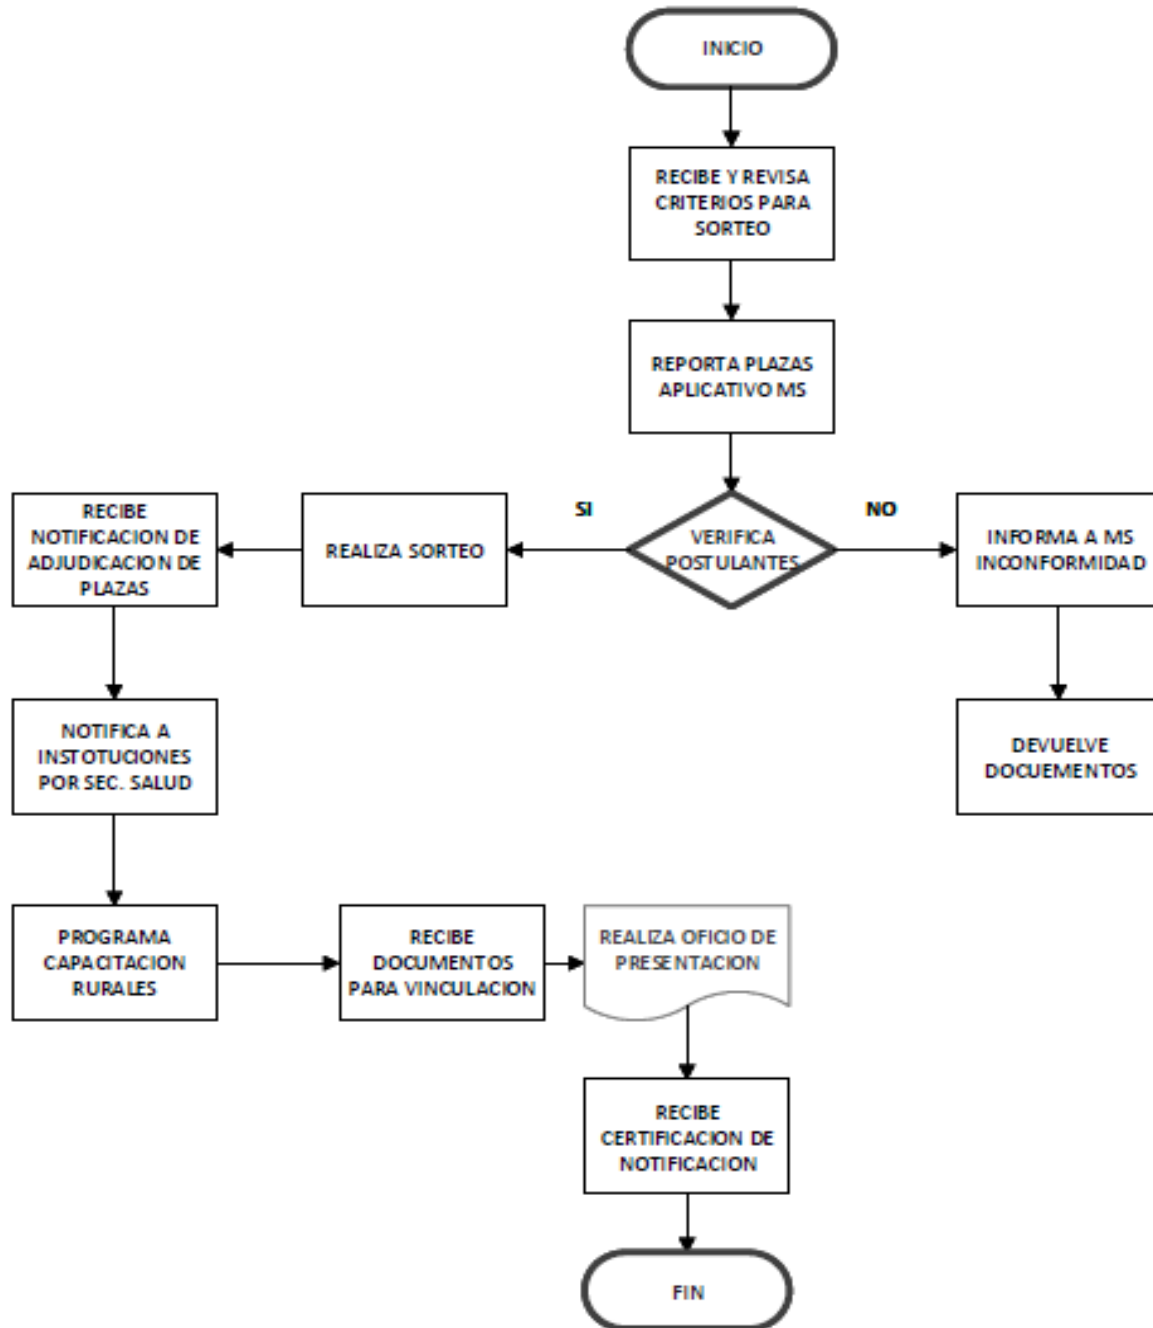 INICIO
RECIBE Y REVISA
CRITERIOS PARA
SORTEO
REPORTA PLAZAS
APLICATIVO MS
SI
NO
RECIBE
NOTIFICACION DE
ADJUDICACION DE
PLAZAS
REALIZA SORTEO
VERIFICA
POSTULANTES
INFORMA A MS
INCONFORMIDAD
NOTIFICA A
INSTOTUCIONES
POR SEC. SALUD
DEVUELVE
DOCUEMENTOS
PROGRAMA
CAPACITACION
RURALES
RECIBE
DOCUMENTOS
PARA VINCULACION
REALIZA OFICIO DE
PRESENTACION
RECIBE
CERTIFICACION DE
NOTIFICACION
FIN